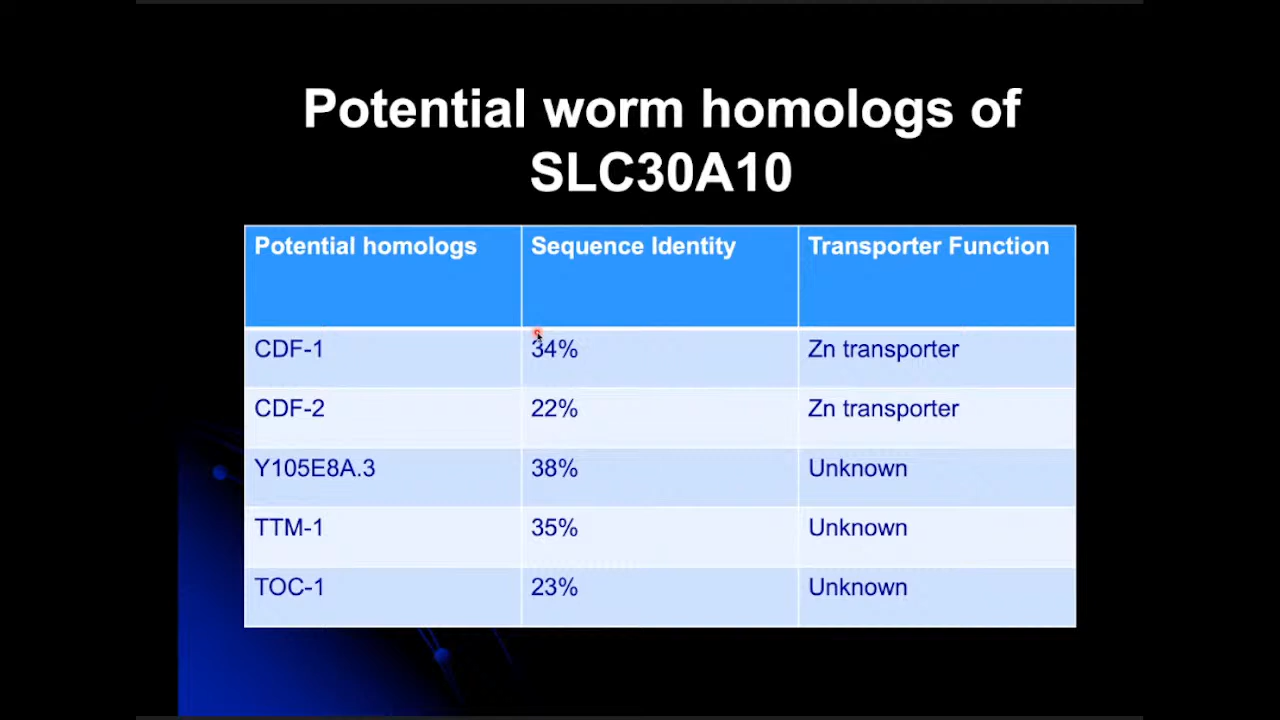 Potential worm homologs of
SLC30A10
Potential homologs Sequence Identity Transporter Function
CDF-1 34% Zn transporter
CDF-2 22% Zn transporter
Y105E8A.3 38% Unknown
TTM-1 35% Unknown
TOC-1 23% Unknown